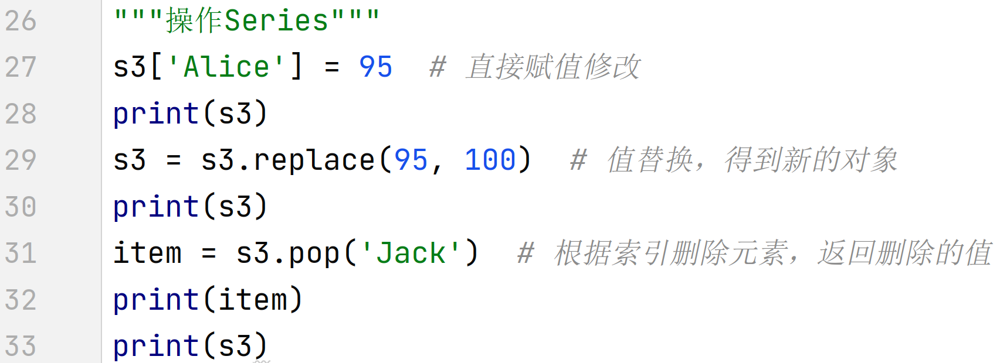 26 """操作Series"""
27 s3['Alice'] = 95  # 直接赋值修改
28 print(s3)
29 s3 = s3.replace(95, 100)  # 值替换，得到新的对象
30 print(s3)
31 item = s3.pop('Jack')  # 根据索引删除元素，返回删除的值
32 print(item)
33 print(s3)